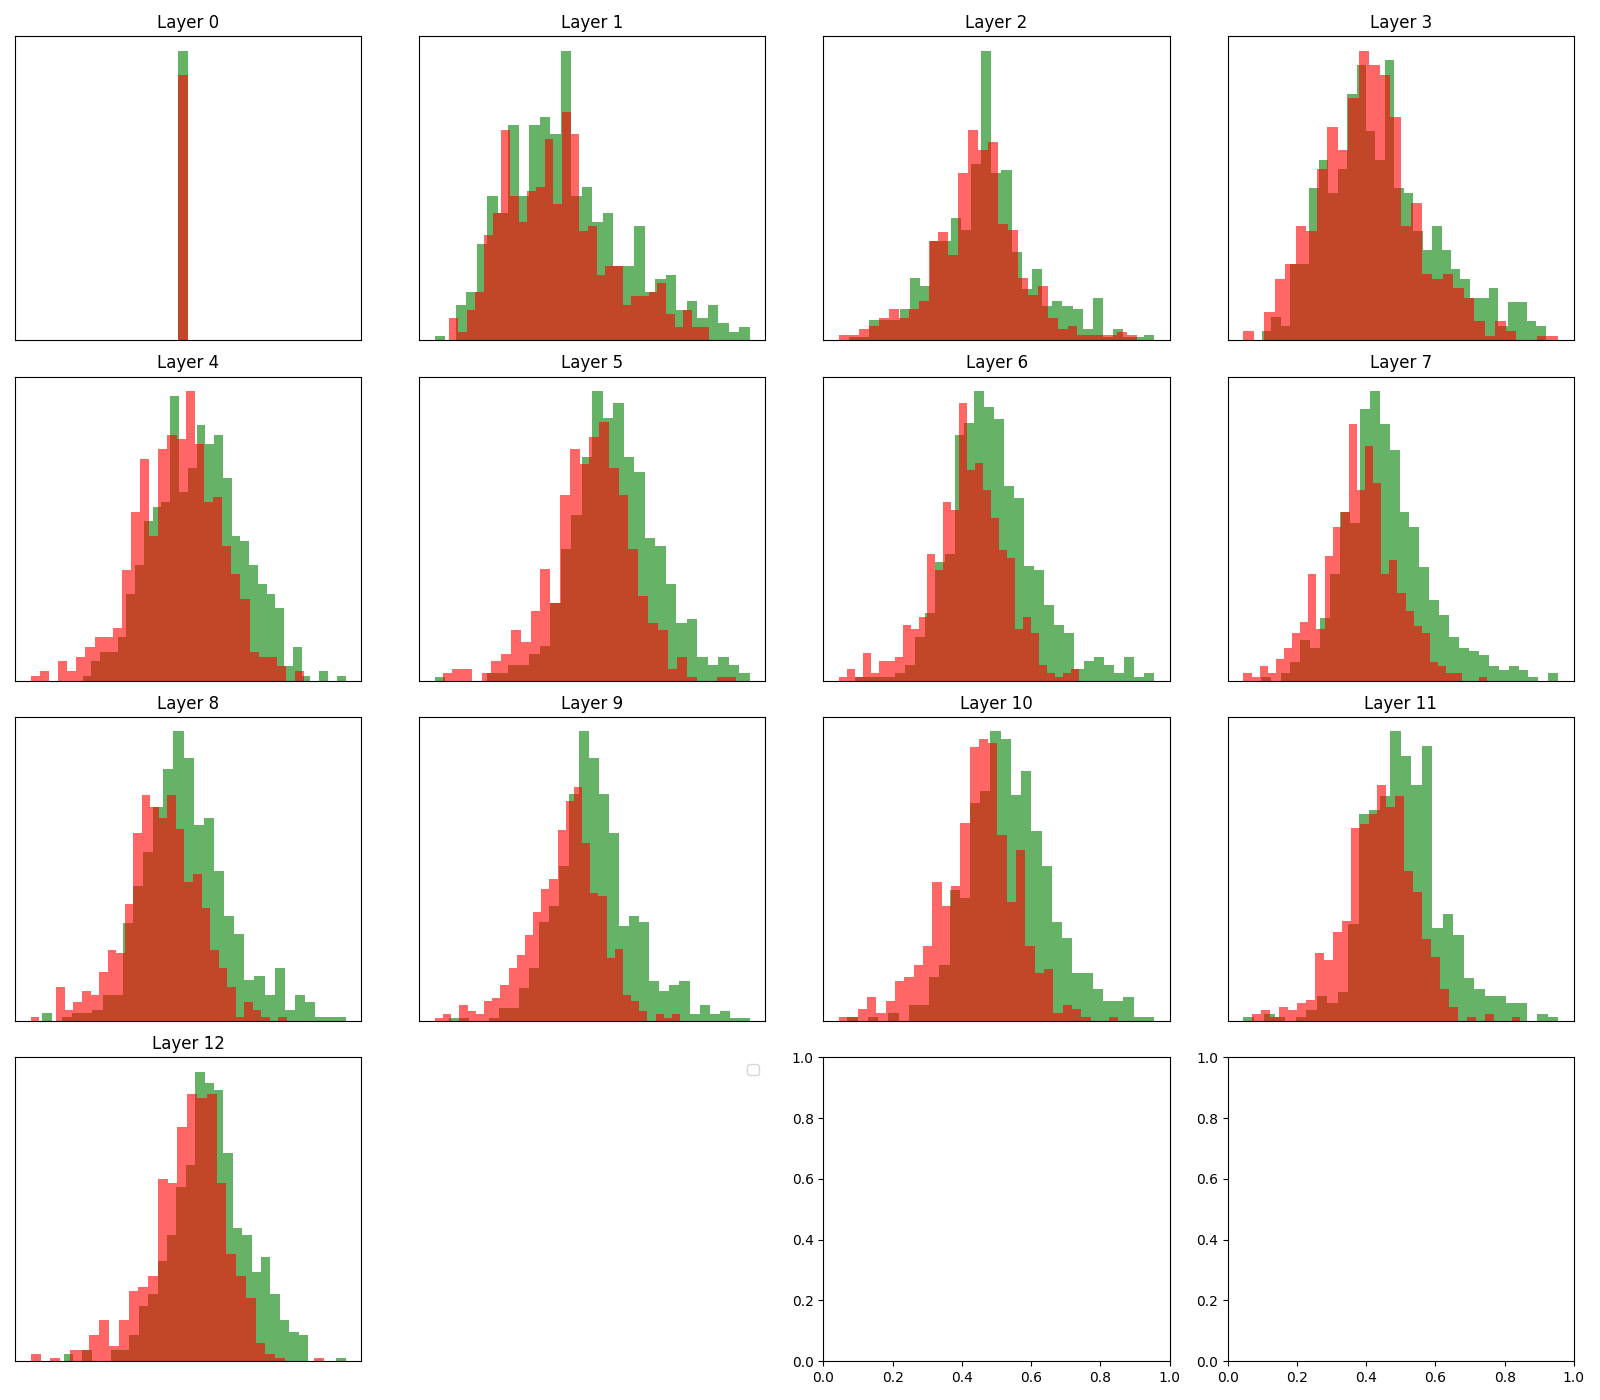 Layer 0
Layer 1
Layer 2
Layer 3
Layer 4
Layer 5
Layer 6
Layer 7
Layer 8
Layer 9
Layer 10
Layer 11
Layer 12
1.0
0.8
0.6
0.4
0.2
0.0
0.0 0.2 0.4 0.6 0.8 1.0
1.0
0.8
0.6
0.4
0.2
0.0
0.0 0.2 0.4 0.6 0.8 1.0